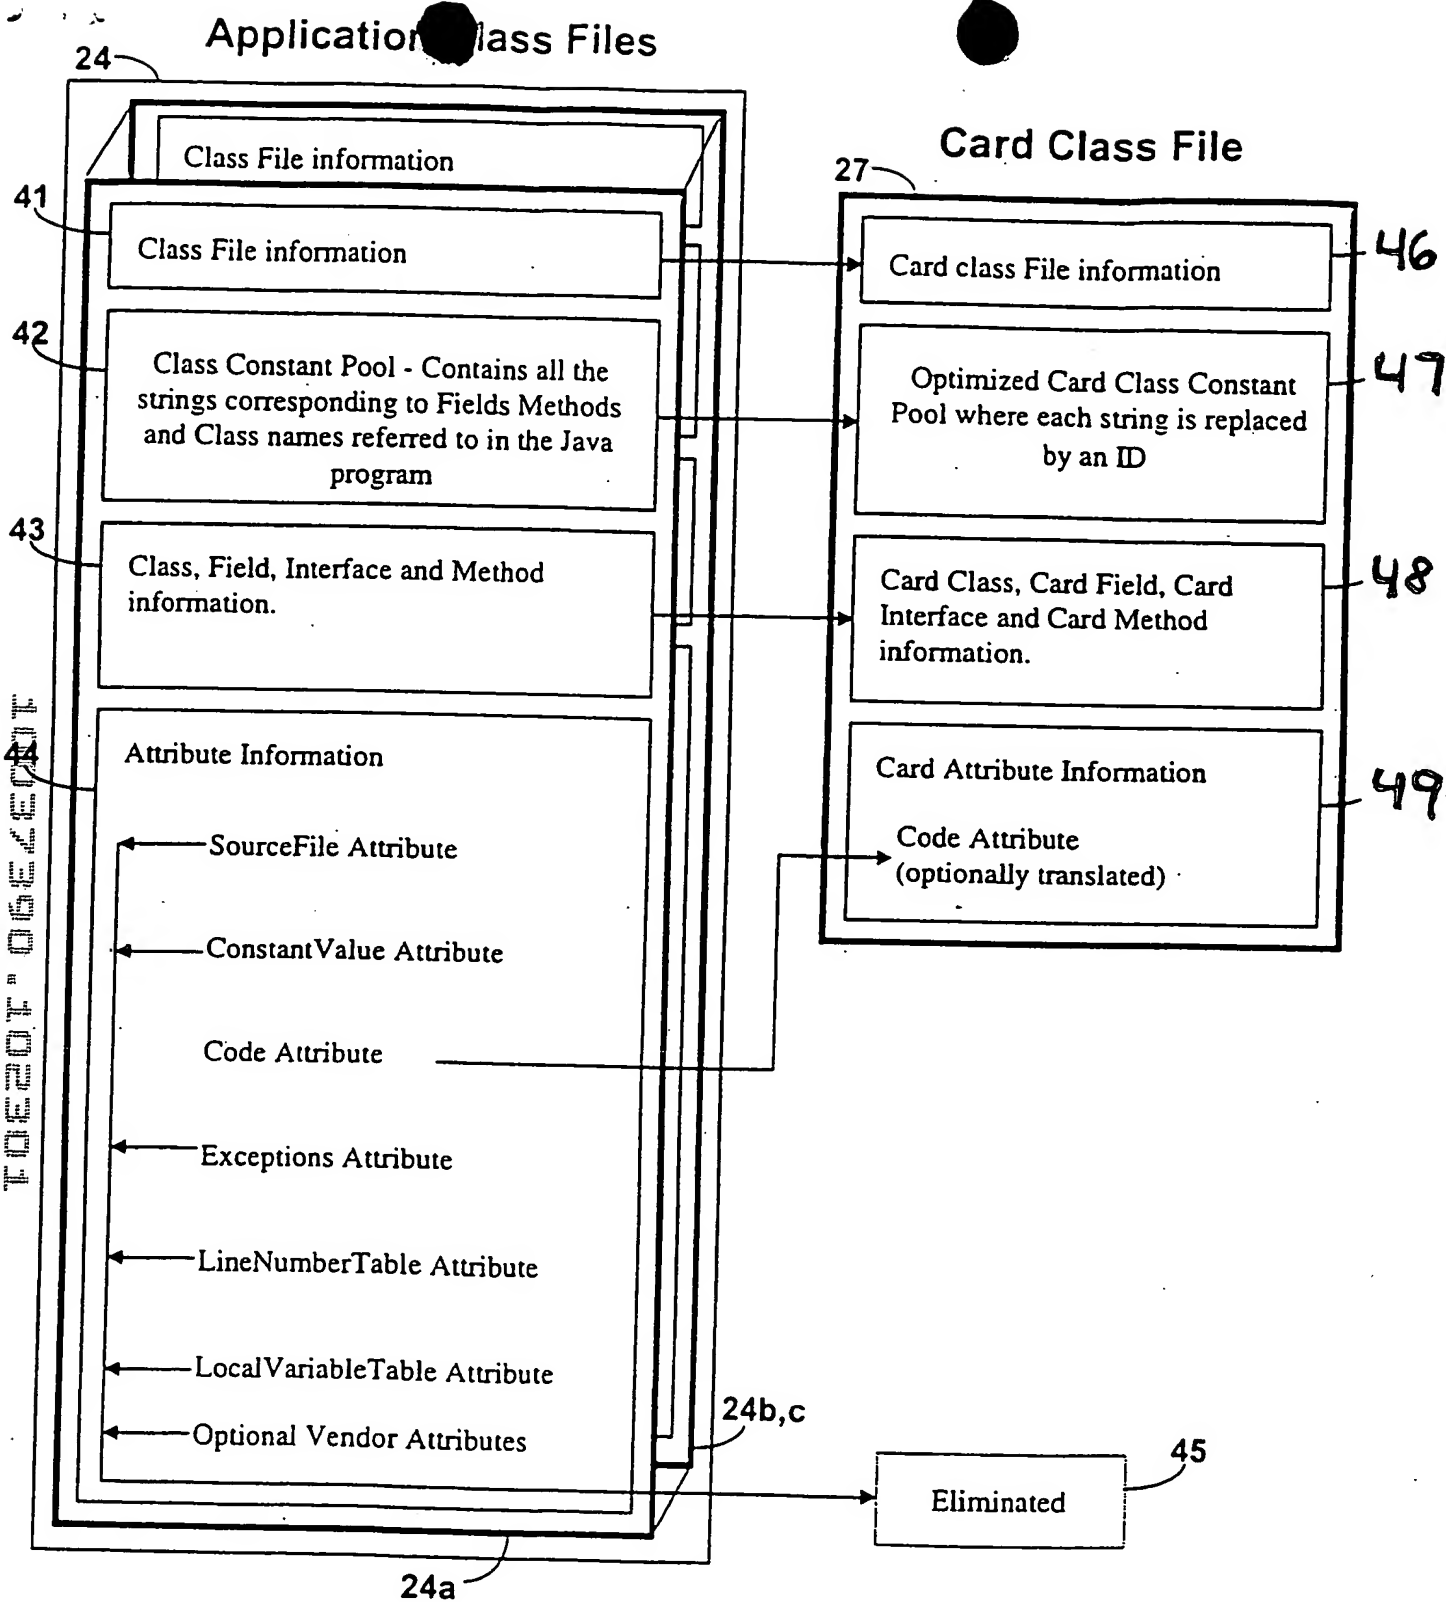 Application Class Files
24
Class File information
41
Class File information
42
Class Constant Pool - Contains all the
strings corresponding to Fields Methods
and Class names referred to in the Java
program
43
Class, Field, Interface and Method
information.
44
Attribute Information
SourceFile Attribute
ConstantValue Attribute
Code Attribute
Exceptions Attribute
LineNumberTable Attribute
LocalVariableTable Attribute
Optional Vendor Attributes
24b,c
24a
Card Class File
27
Card class File information
46
Optimized Card Class Constant
Pool where each string is replaced
by an ID
47
Card Class, Card Field, Card
Interface and Card Method
information.
48
Card Attribute Information
49
Code Attribute
(optionally translated)
Eliminated
45